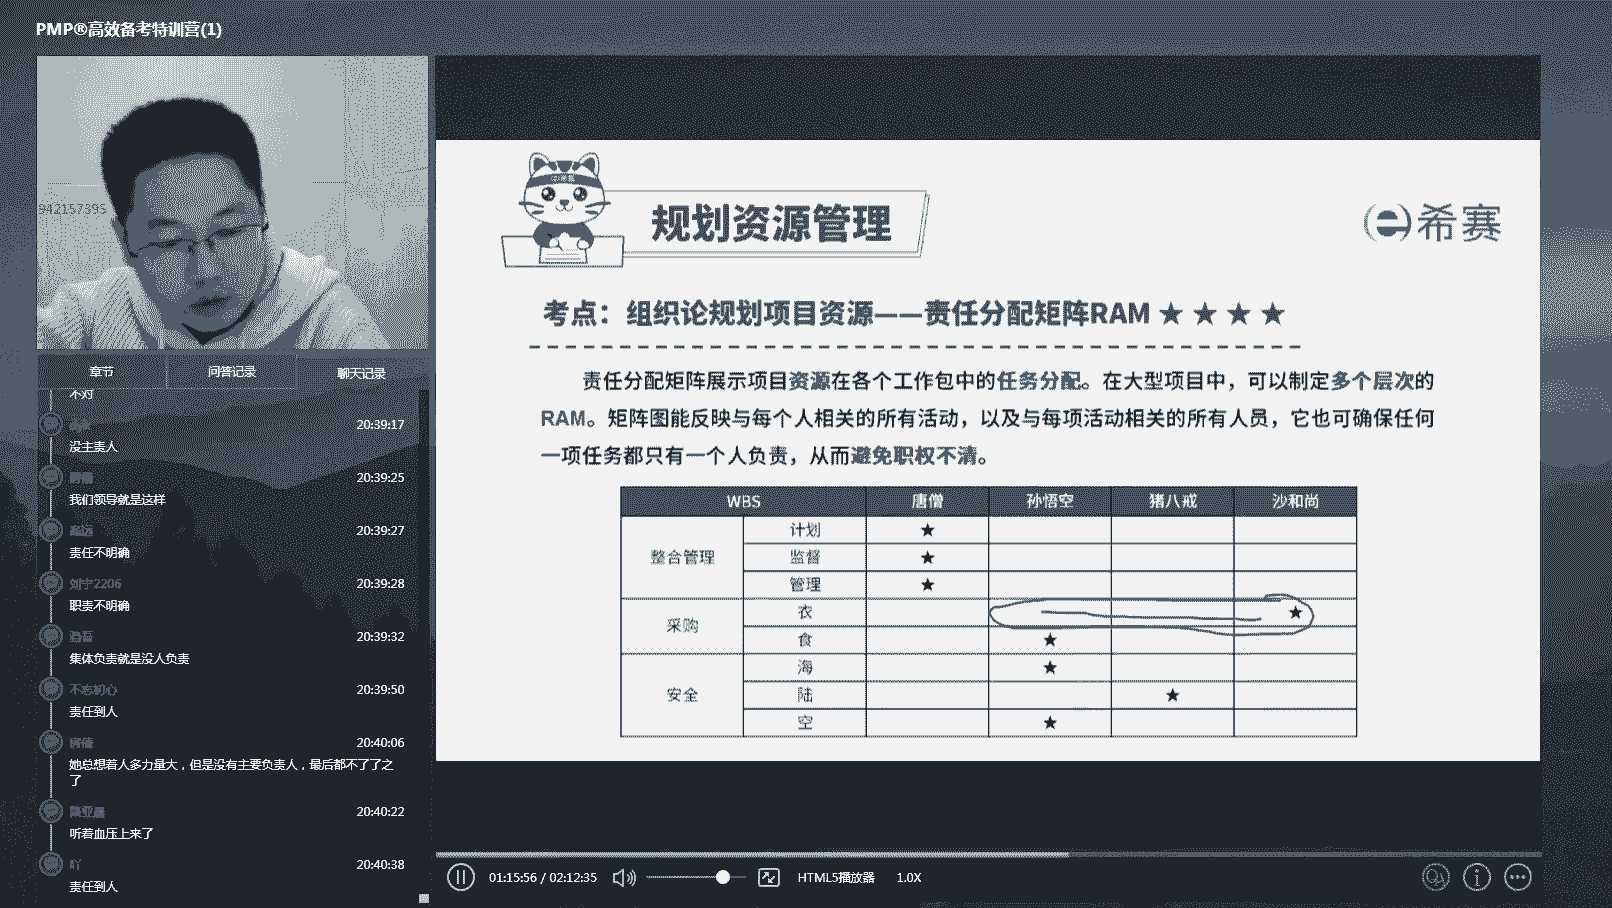 PMP®高效备考特训营(1)
942157395
章节
问答记录
聊天记录
不对
20:39:17
没主责人
20:39:25
我们领导就是这样
高远
20:39:27
责任不明确
刘宇2206
20:39:28
职责不明确
20:39:32
集体负责就是没人负责
不忘初心
20:39:50
责任到人
20:40:06
她总想着人多力量大，但是没有主要负责人，最后都不了了之
了
20:40:22
听着血压上来了
吖
20:40:38
责任到人
规划资源管理
希赛
考点：组织论规划项目资源——责任分配矩阵RAM ★ ★ ★ ★
责任分配矩阵展示项目资源在各个工作包中的任务分配。在大型项目中，可以制定多个层次的
RAM。矩阵图能反映与每个人相关的所有活动，以及与每项活动相关的所有人员，它也可确保任何
一项任务都只有一个人负责，从而避免职权不清。
WBS 唐僧 孙悟空 猪八戒 沙和尚
整合管理
计划 ★
监督 ★
管理 ★
采购
衣 ★
食 ★
安全
海 ★
陆 ★
空 ★
01:15:56 / 02:12:35
HTML5播放器
1.0X